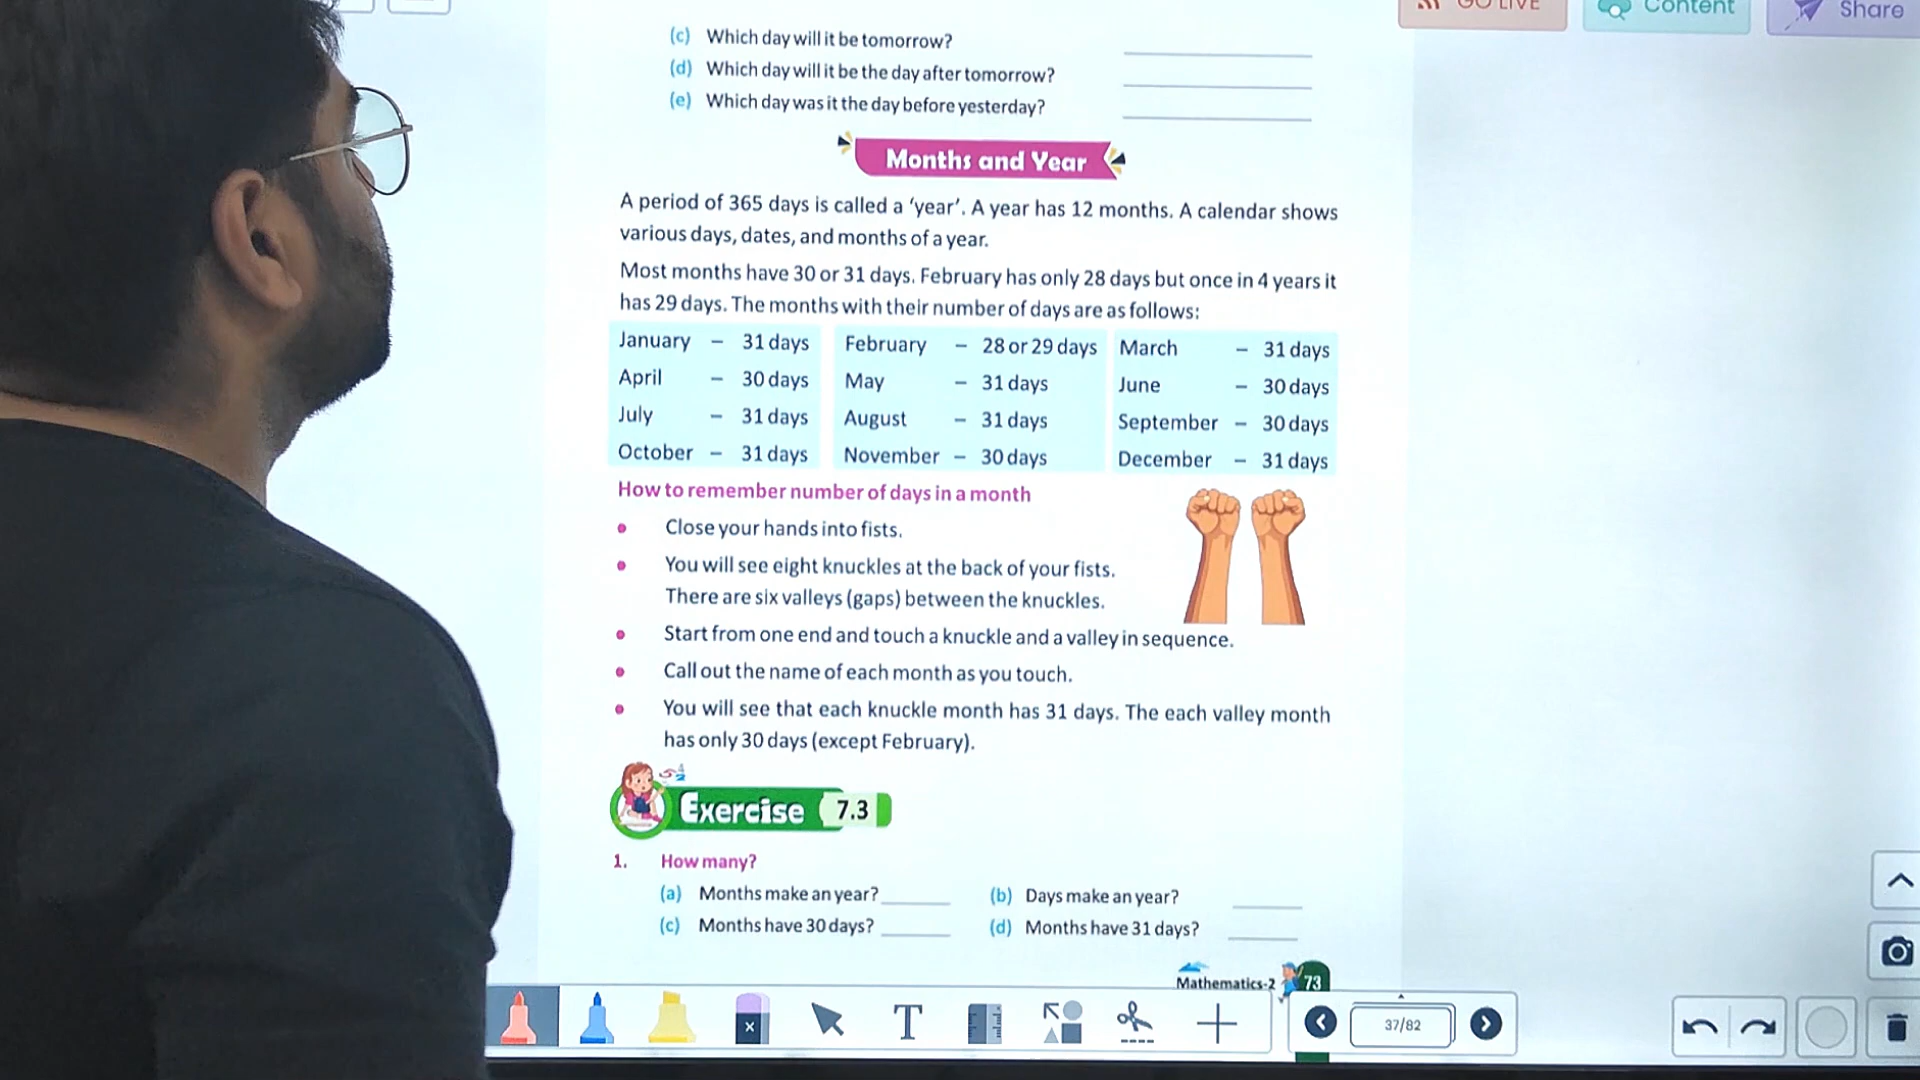 GO LIVE
Content
Share
(c) Which day will it be tomorrow?
(d) Which day will it be the day after tomorrow?
(e) Which day was it the day before yesterday?
Months and Year
A period of 365 days is called a ‘year’. A year has 12 months. A calendar shows
various days, dates, and months of a year.
Most months have 30 or 31 days. February has only 28 days but once in 4 years it
has 29 days. The months with their number of days are as follows:
January – 31 days February – 28 or 29 days March – 31 days
April – 30 days May – 31 days June – 30 days
July – 31 days August – 31 days September – 30 days
October – 31 days November – 30 days December – 31 days
How to remember number of days in a month
• Close your hands into fists.
• You will see eight knuckles at the back of your fists.
There are six valleys (gaps) between the knuckles.
• Start from one end and touch a knuckle and a valley in sequence.
• Call out the name of each month as you touch.
• You will see that each knuckle month has 31 days. The each valley month
has only 30 days (except February).
Exercise 7.3
1. How many?
(a) Months make an year? (b) Days make an year?
(c) Months have 30 days? (d) Months have 31 days?
Mathematics-2 73
T
37/82